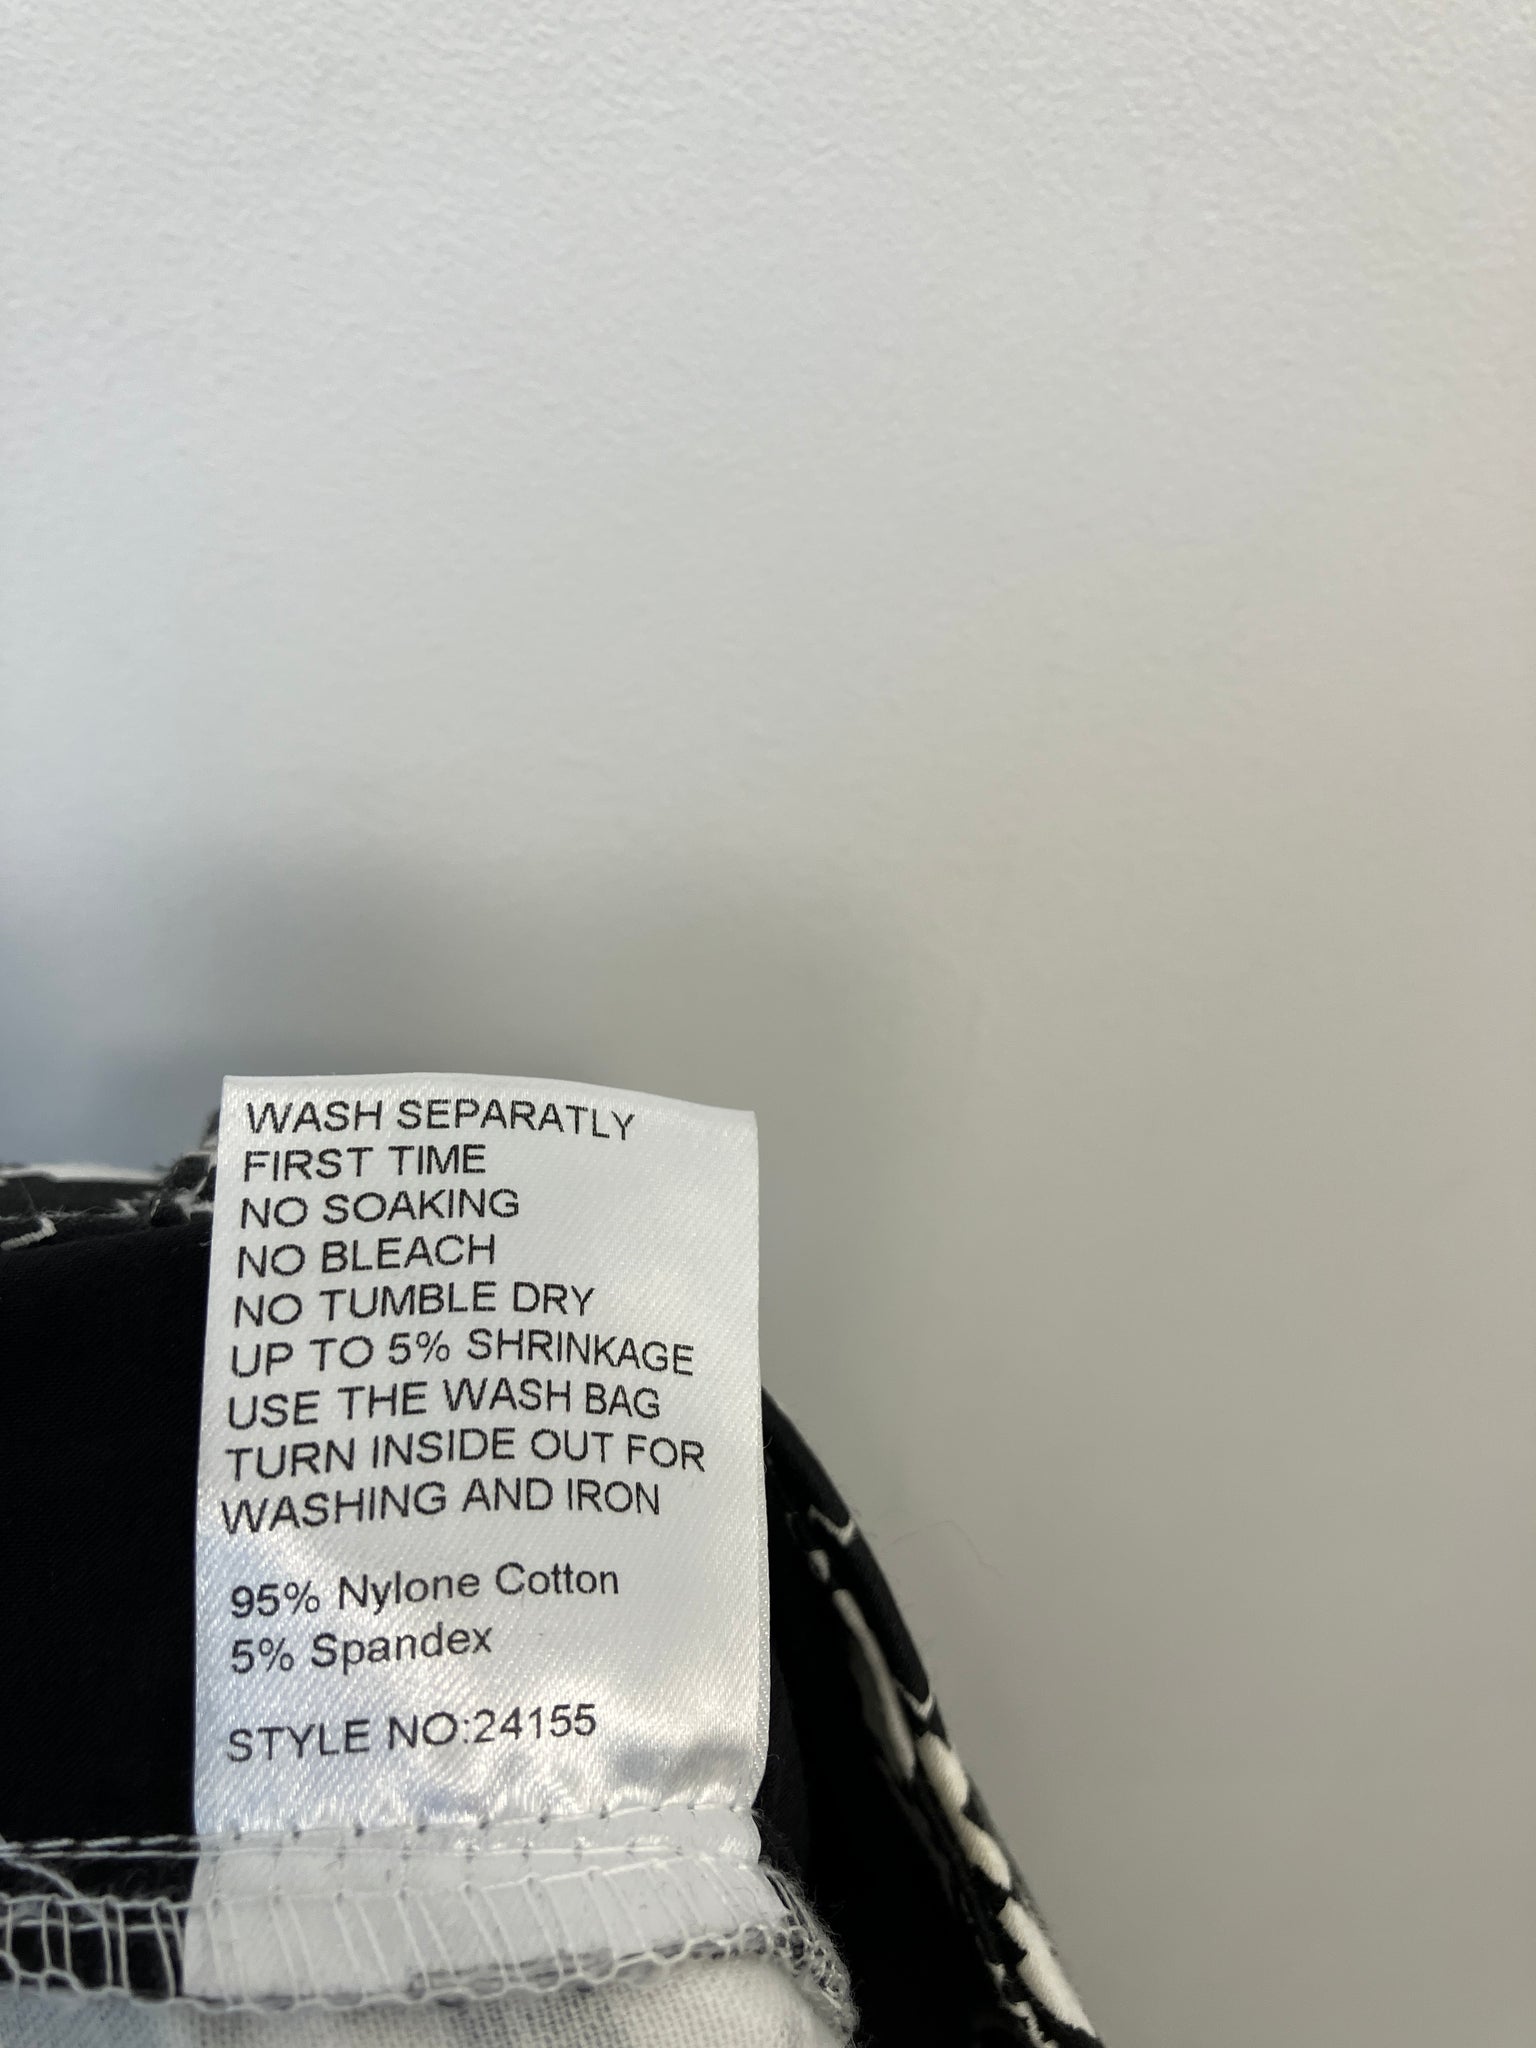 WASH SEPARATLY
FIRST TIME
NO SOAKING
NO BLEACH
NO TUMBLE DRY
UP TO 5% SHRINKAGE
USE THE WASH BAG
TURN INSIDE OUT FOR
WASHING AND IRON
95% Nylone Cotton
5% Spandex
STYLE NO:24155